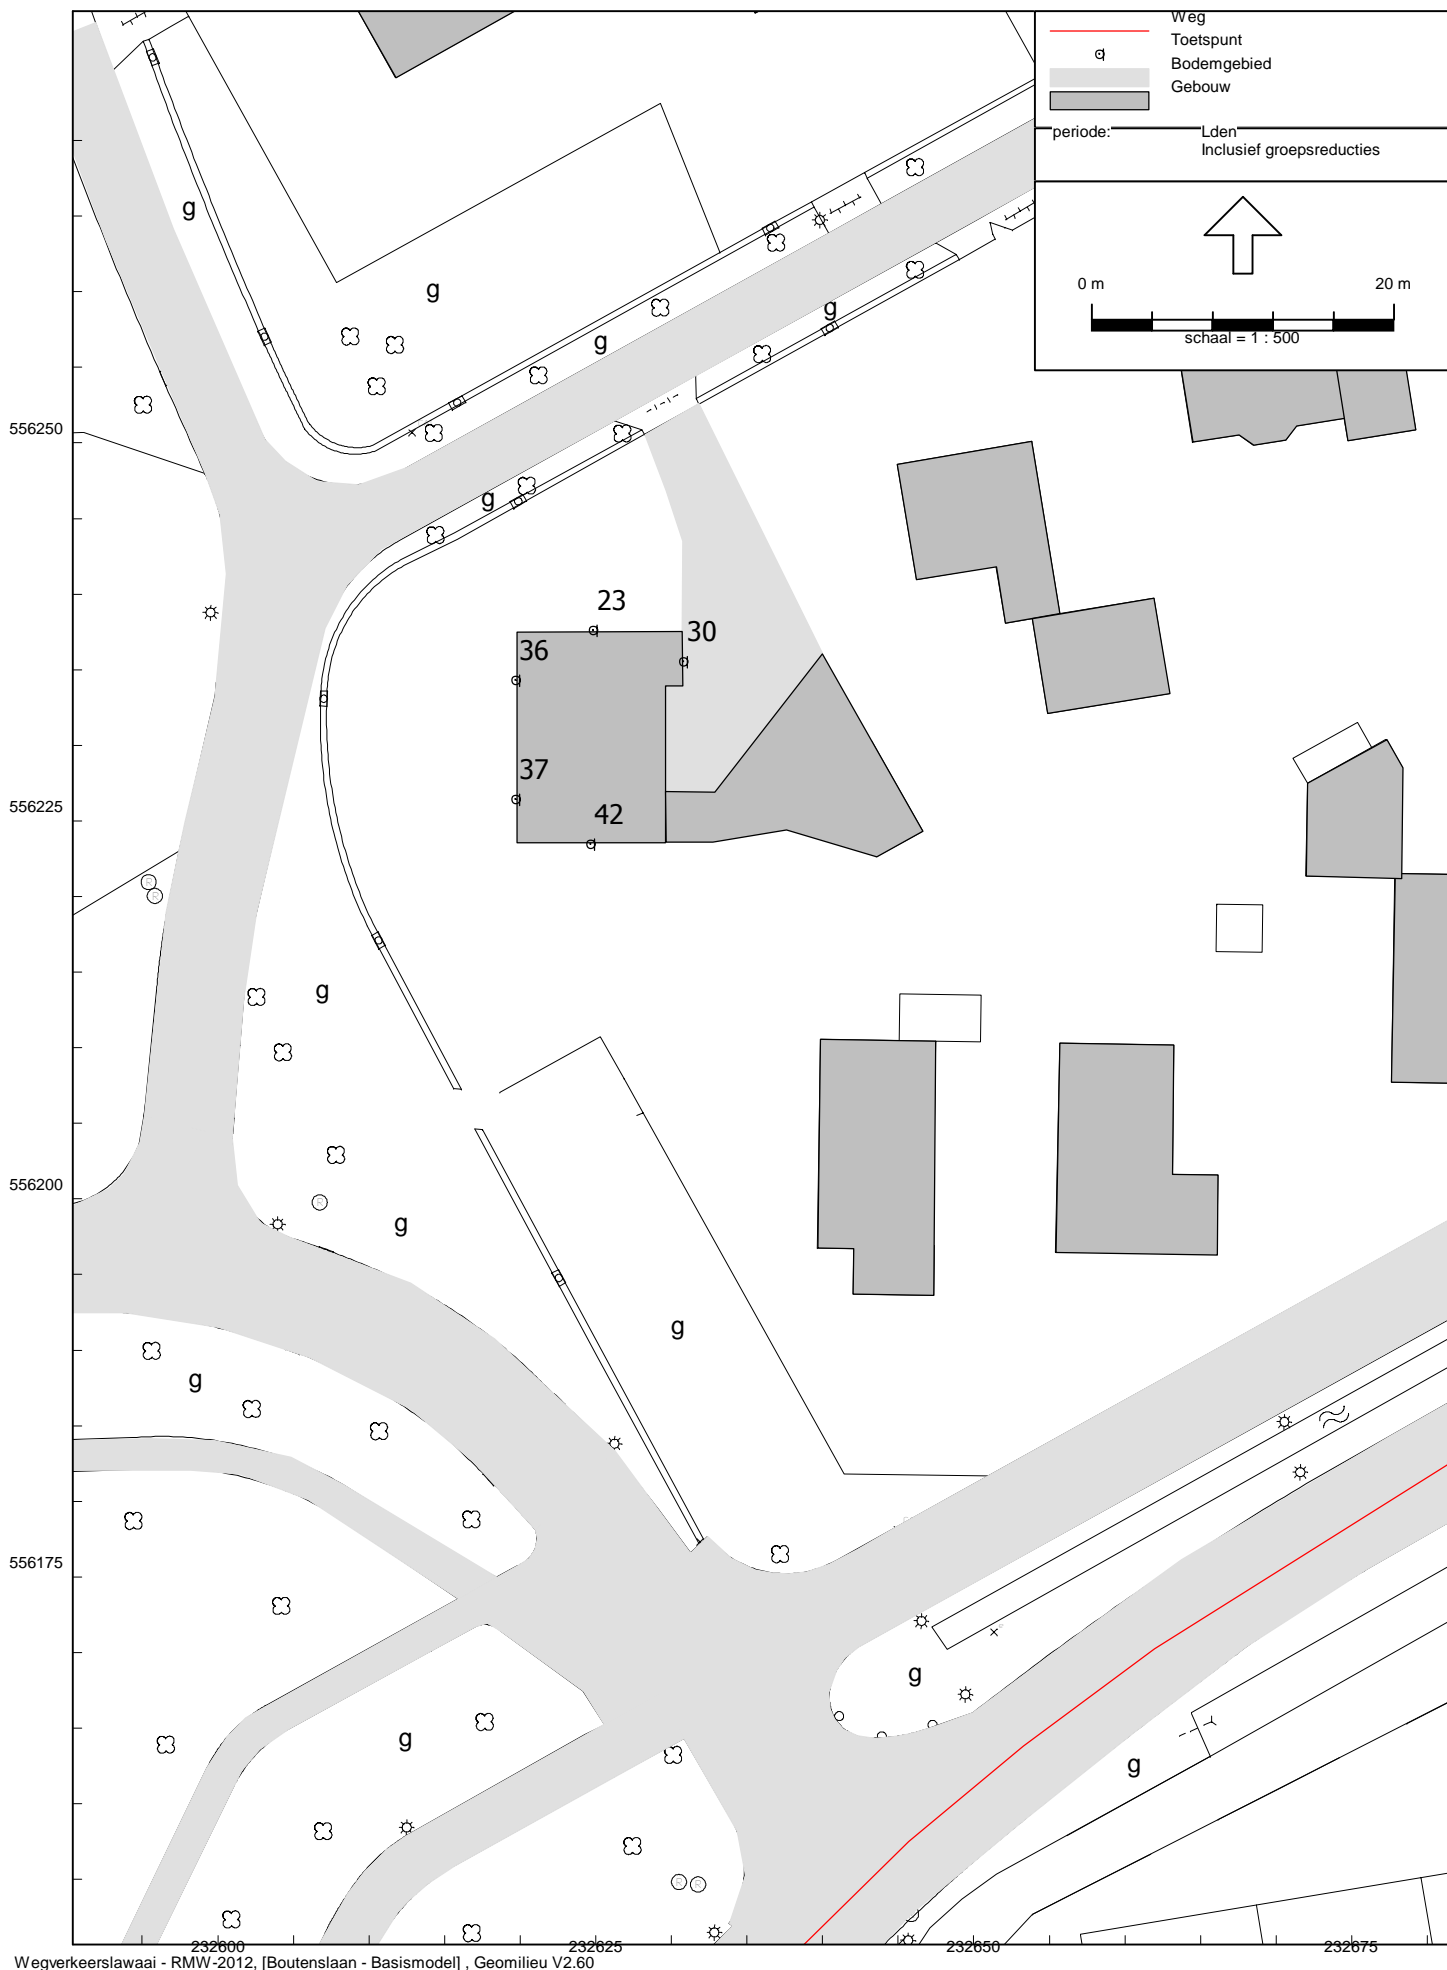 Weg
Toetspunt
Bodemgebied
Gebouw
periode: Lden
Inclusief groepsreducties
0 m 20 m
schaal = 1 : 500
g
g
g
g
g
556250
23
30
36
37
42
556225
g
556200
g
g
g
556175
g
g
g
232600 232625 232650 232675
Wegverkeerslawaai - RMW-2012, [Boutenslaan - Basismodel] , Geomilieu V2.60